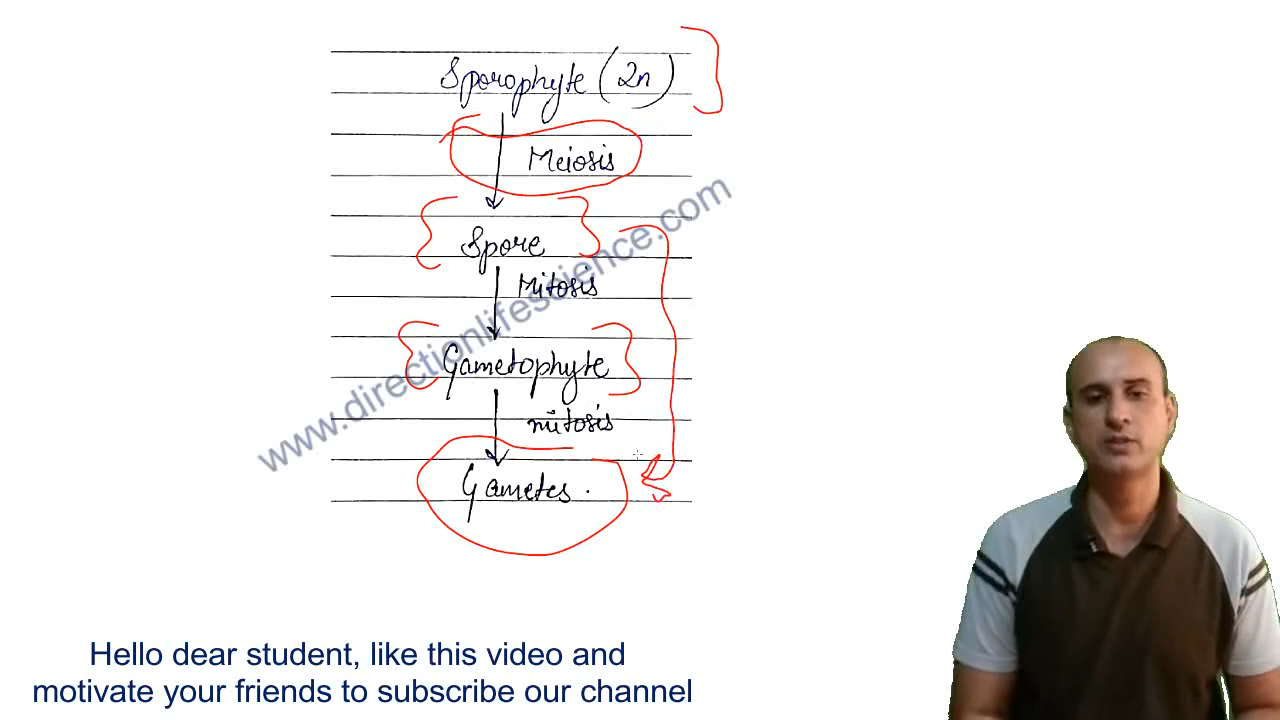 Sporophyte (2n)
Meiosis
Spore
Mitosis
Gametophyte
mitosis
Gametes.
www.directionlifescience.com
Hello dear student, like this video and
motivate your friends to subscribe our channel